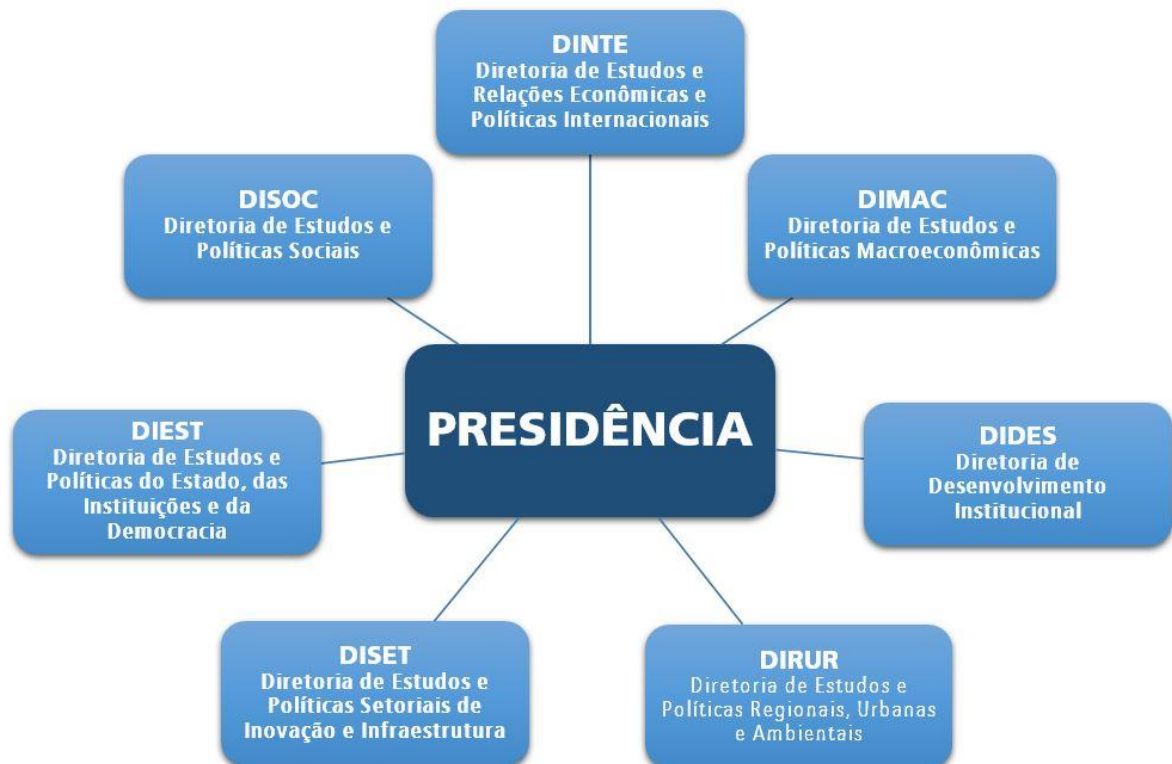 DINTE
Diretoria de Estudos e
Relações Econômicas e
Políticas Internacionais
DISOC
Diretoria de Estudos e
Políticas Sociais
DIMAC
Diretoria de Estudos e
Políticas Macroeconômicas
PRESIDÊNCIA
DIEST
Diretoria de Estudos e
Políticas do Estado, das
Instituições e da
Democracia
DIDES
Diretoria de
Desenvolvimento
Institucional
DISET
Diretoria de Estudos e
Políticas Setoriais de
Inovação e Infraestrutura
DIRUR
Diretoria de Estudos e
Políticas Regionais, Urbanas
e Ambientais